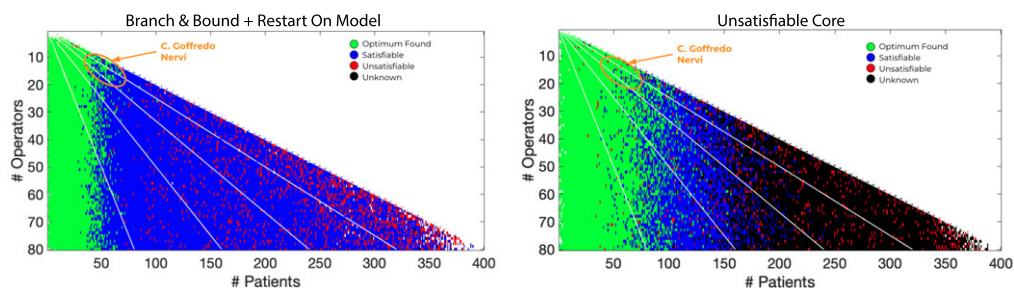 Branch & Bound + Restart On Model
C. Goffredo
Nervi
Optimum Found
Satisfiable
Unsatisfiable
Unknown
# Operators
10
20
30
40
50
60
70
80
50
100
150
200
250
300
350
400
# Patients
Unsatisfiable Core
C. Goffredo
Nervi
Optimum Found
Satisfiable
Unsatisfiable
Unknown
# Operators
10
20
30
40
50
60
70
80
50
100
150
200
250
300
350
400
# Patients